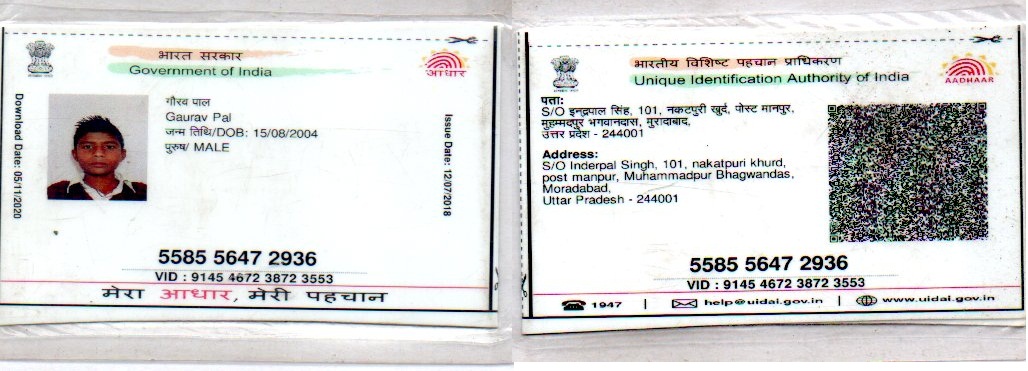 भारत सरकार
Government of India
आधार
Download Date: 05/11/2020
गौरव पाल
Gaurav Pal
जन्म तिथि/DOB: 15/08/2004
पुरुष/ MALE
Issue Date: 12/07/2018
5585 5647 2936
VID : 9145 4672 3872 3553
मेरा आधार, मेरी पहचान
भारतीय विशिष्ट पहचान प्राधिकरण
Unique Identification Authority of India
AADHAAR
पता:
S/O इन्द्रपाल सिंह, 101, नकटपुरी खुर्द, पोस्ट मानपुर,
मुहम्मदपुर भगवानदास, मुरादाबाद,
उत्तर प्रदेश - 244001
Address:
S/O Inderpal Singh, 101, nakatpuri khurd,
post manpur, Muhammadpur Bhagwandas,
Moradabad,
Uttar Pradesh - 244001
5585 5647 2936
VID : 9145 4672 3872 3553
1947 | help@uidai.gov.in | www.uidai.gov.in